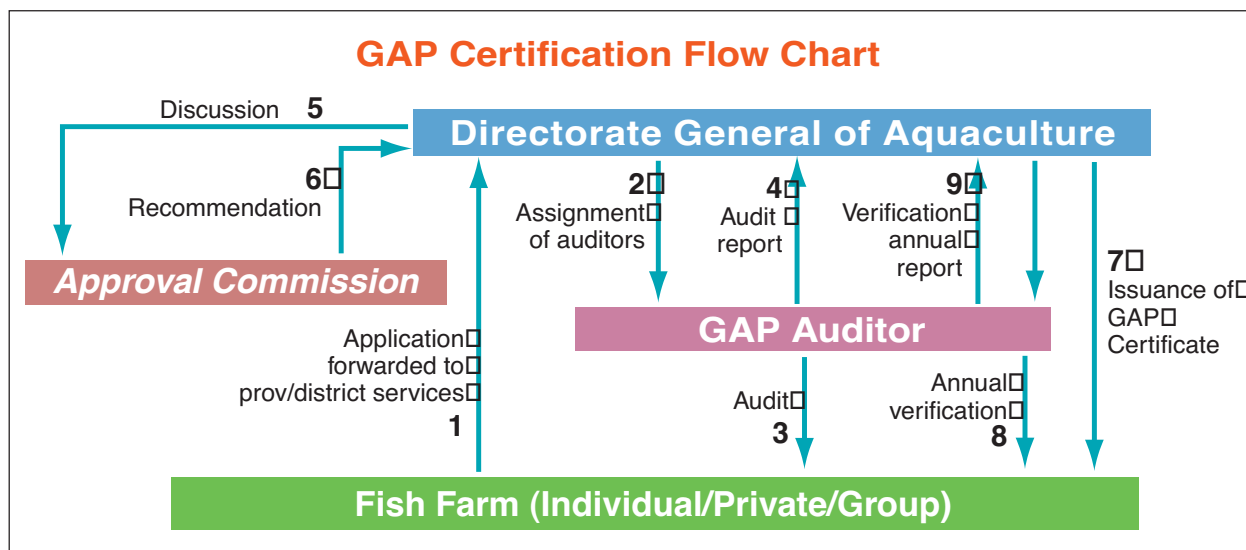 GAP Certification Flow Chart
Discussion 5
Directorate General of Aquaculture
6
Recommendation
2
Assignment
of auditors
4
Audit
report
9
Verification
annual
report
7
Issuance of
GAP
Certificate
Approval Commission
GAP Auditor
Application
forwarded to
prov/district services
1
Audit
3
Annual
verification
8
Fish Farm (Individual/Private/Group)